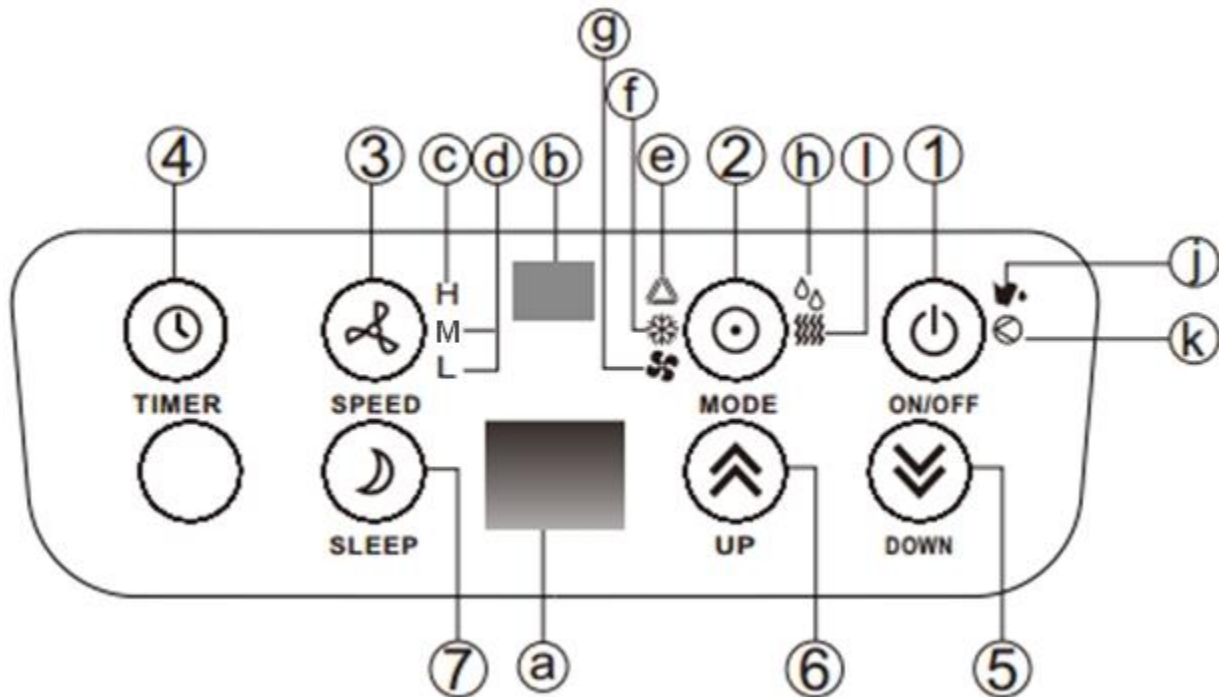 g
f
4 3 c d b e 2 h l 1
j
H
M
k
L
TIMER SPEED MODE ON/OFF
SLEEP UP DOWN
7 a 6 5